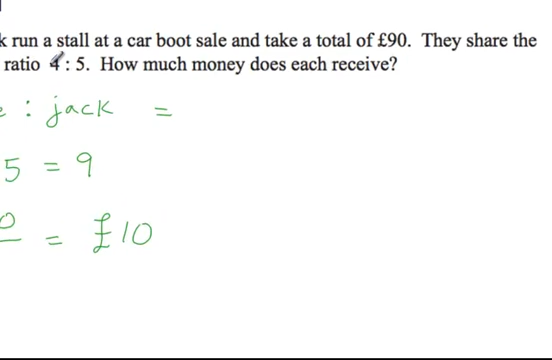 k run a stall at a car boot sale and take a total of £90. They share the
ratio 4 : 5. How much money does each receive?
e : jack =
5 = 9
0 = £10